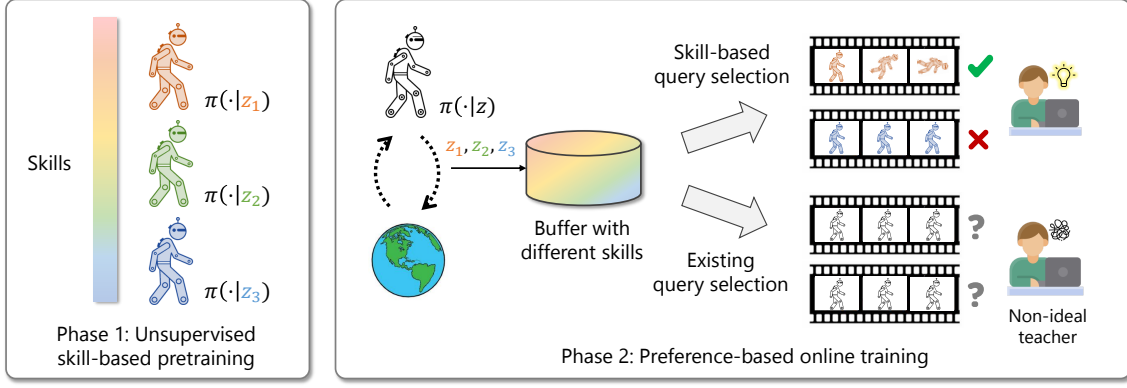 Skills
π(·|z₁)
π(·|z₂)
π(·|z₃)
Phase 1: Unsupervised
skill-based pretraining
π(·|z)
z₁, z₂, z₃
Buffer with
different skills
Skill-based
query selection
Existing
query selection
?
?
Non-ideal
teacher
Phase 2: Preference-based online training